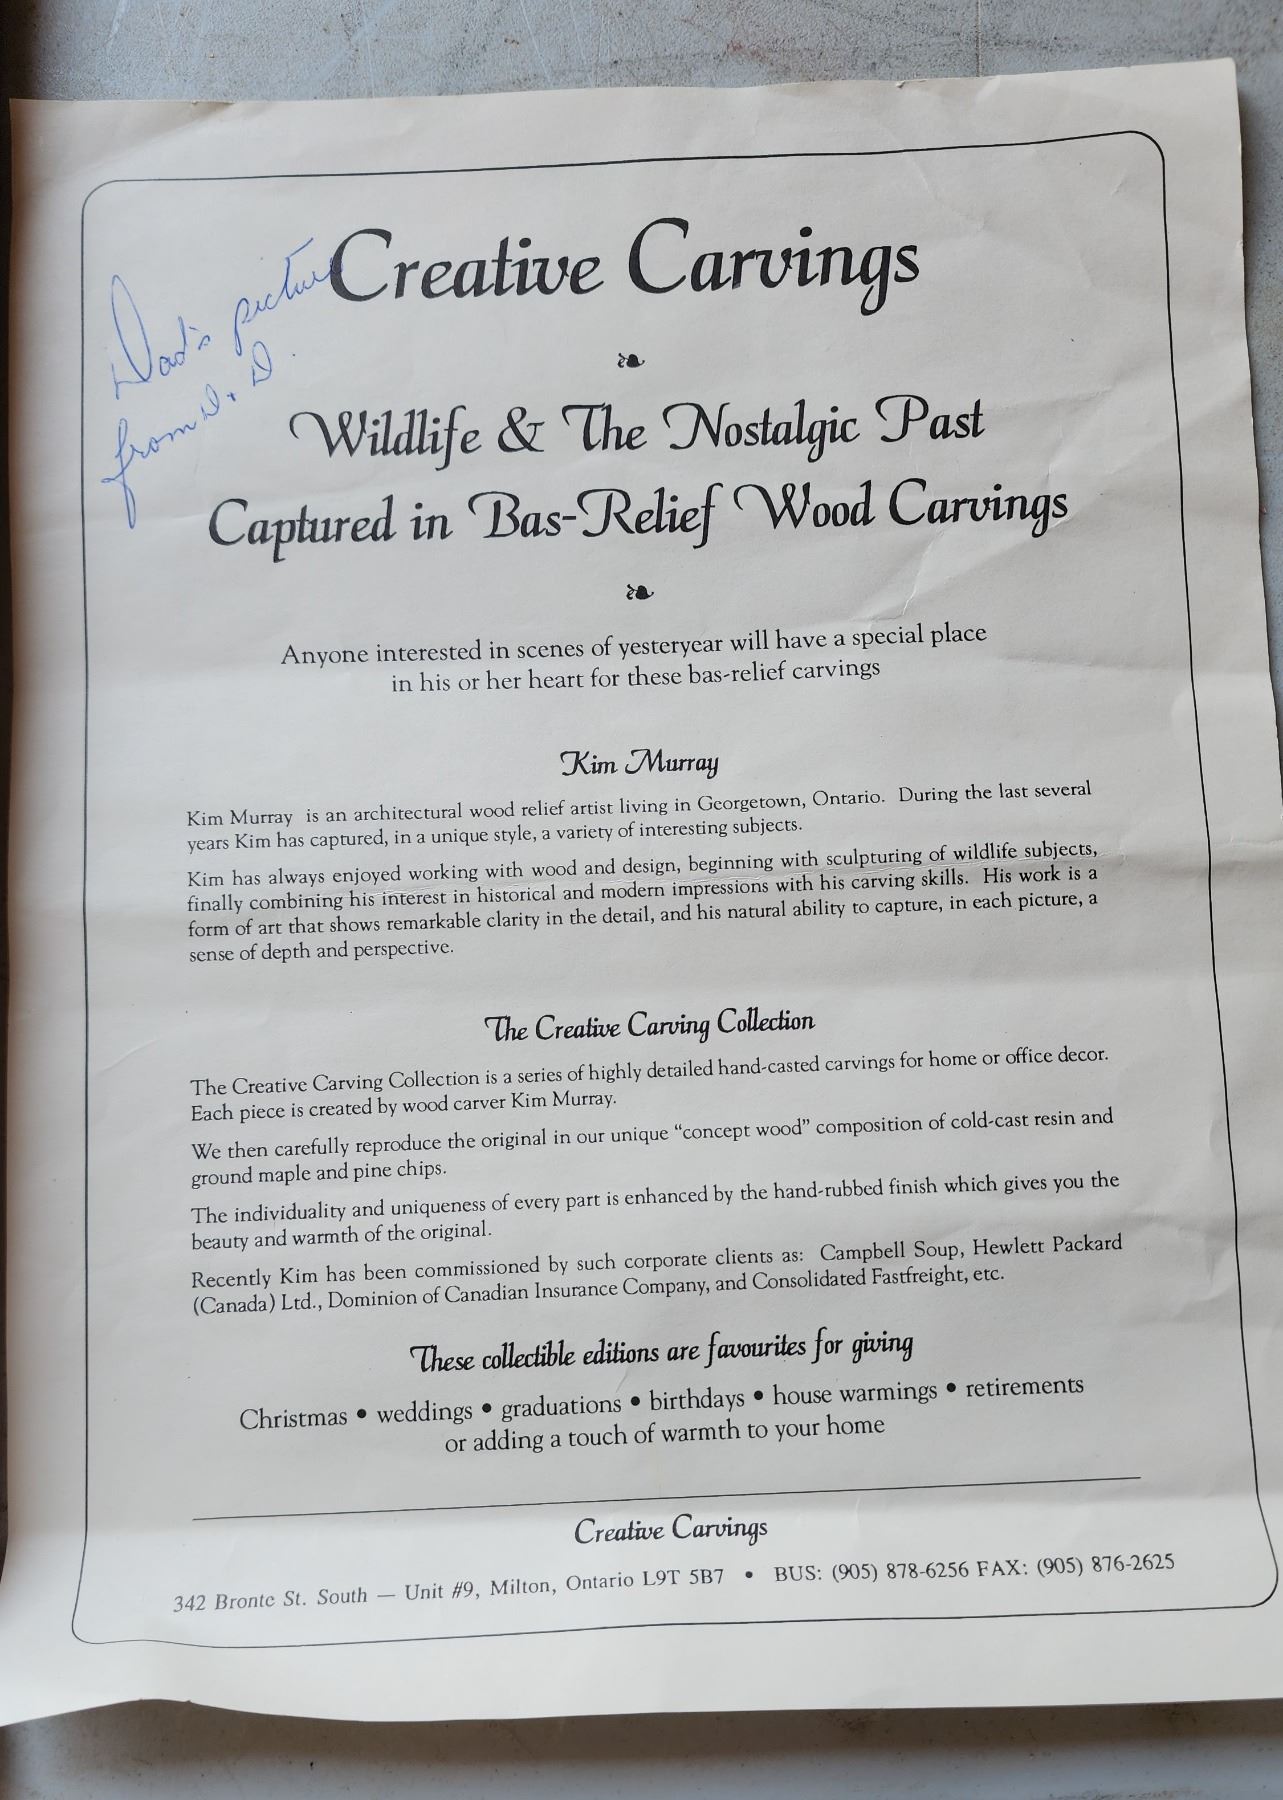 Creative Carvings
Dad's picture
from D. D.
Wildlife & The Nostalgic Past
Captured in Bas-Relief Wood Carvings
Anyone interested in scenes of yesteryear will have a special place
in his or her heart for these bas-relief carvings
Kim Murray
Kim Murray is an architectural wood relief artist living in Georgetown, Ontario. During the last several
years Kim has captured, in a unique style, a variety of interesting subjects.
Kim has always enjoyed working with wood and design, beginning with sculpturing of wildlife subjects,
finally combining his interest in historical and modern impressions with his carving skills. His work is a
form of art that shows remarkable clarity in the detail, and his natural ability to capture, in each picture, a
sense of depth and perspective.
The Creative Carving Collection
The Creative Carving Collection is a series of highly detailed hand-casted carvings for home or office decor.
Each piece is created by wood carver Kim Murray.
We then carefully reproduce the original in our unique “concept wood” composition of cold-cast resin and
ground maple and pine chips.
The individuality and uniqueness of every part is enhanced by the hand-rubbed finish which gives you the
beauty and warmth of the original.
Recently Kim has been commissioned by such corporate clients as: Campbell Soup, Hewlett Packard
(Canada) Ltd., Dominion of Canadian Insurance Company, and Consolidated Fastfreight, etc.
These collectible editions are favourites for giving
Christmas • weddings • graduations • birthdays • house warmings • retirements
or adding a touch of warmth to your home
Creative Carvings
342 Bronte St. South — Unit #9, Milton, Ontario L9T 5B7 • BUS: (905) 878-6256 FAX: (905) 876-2625